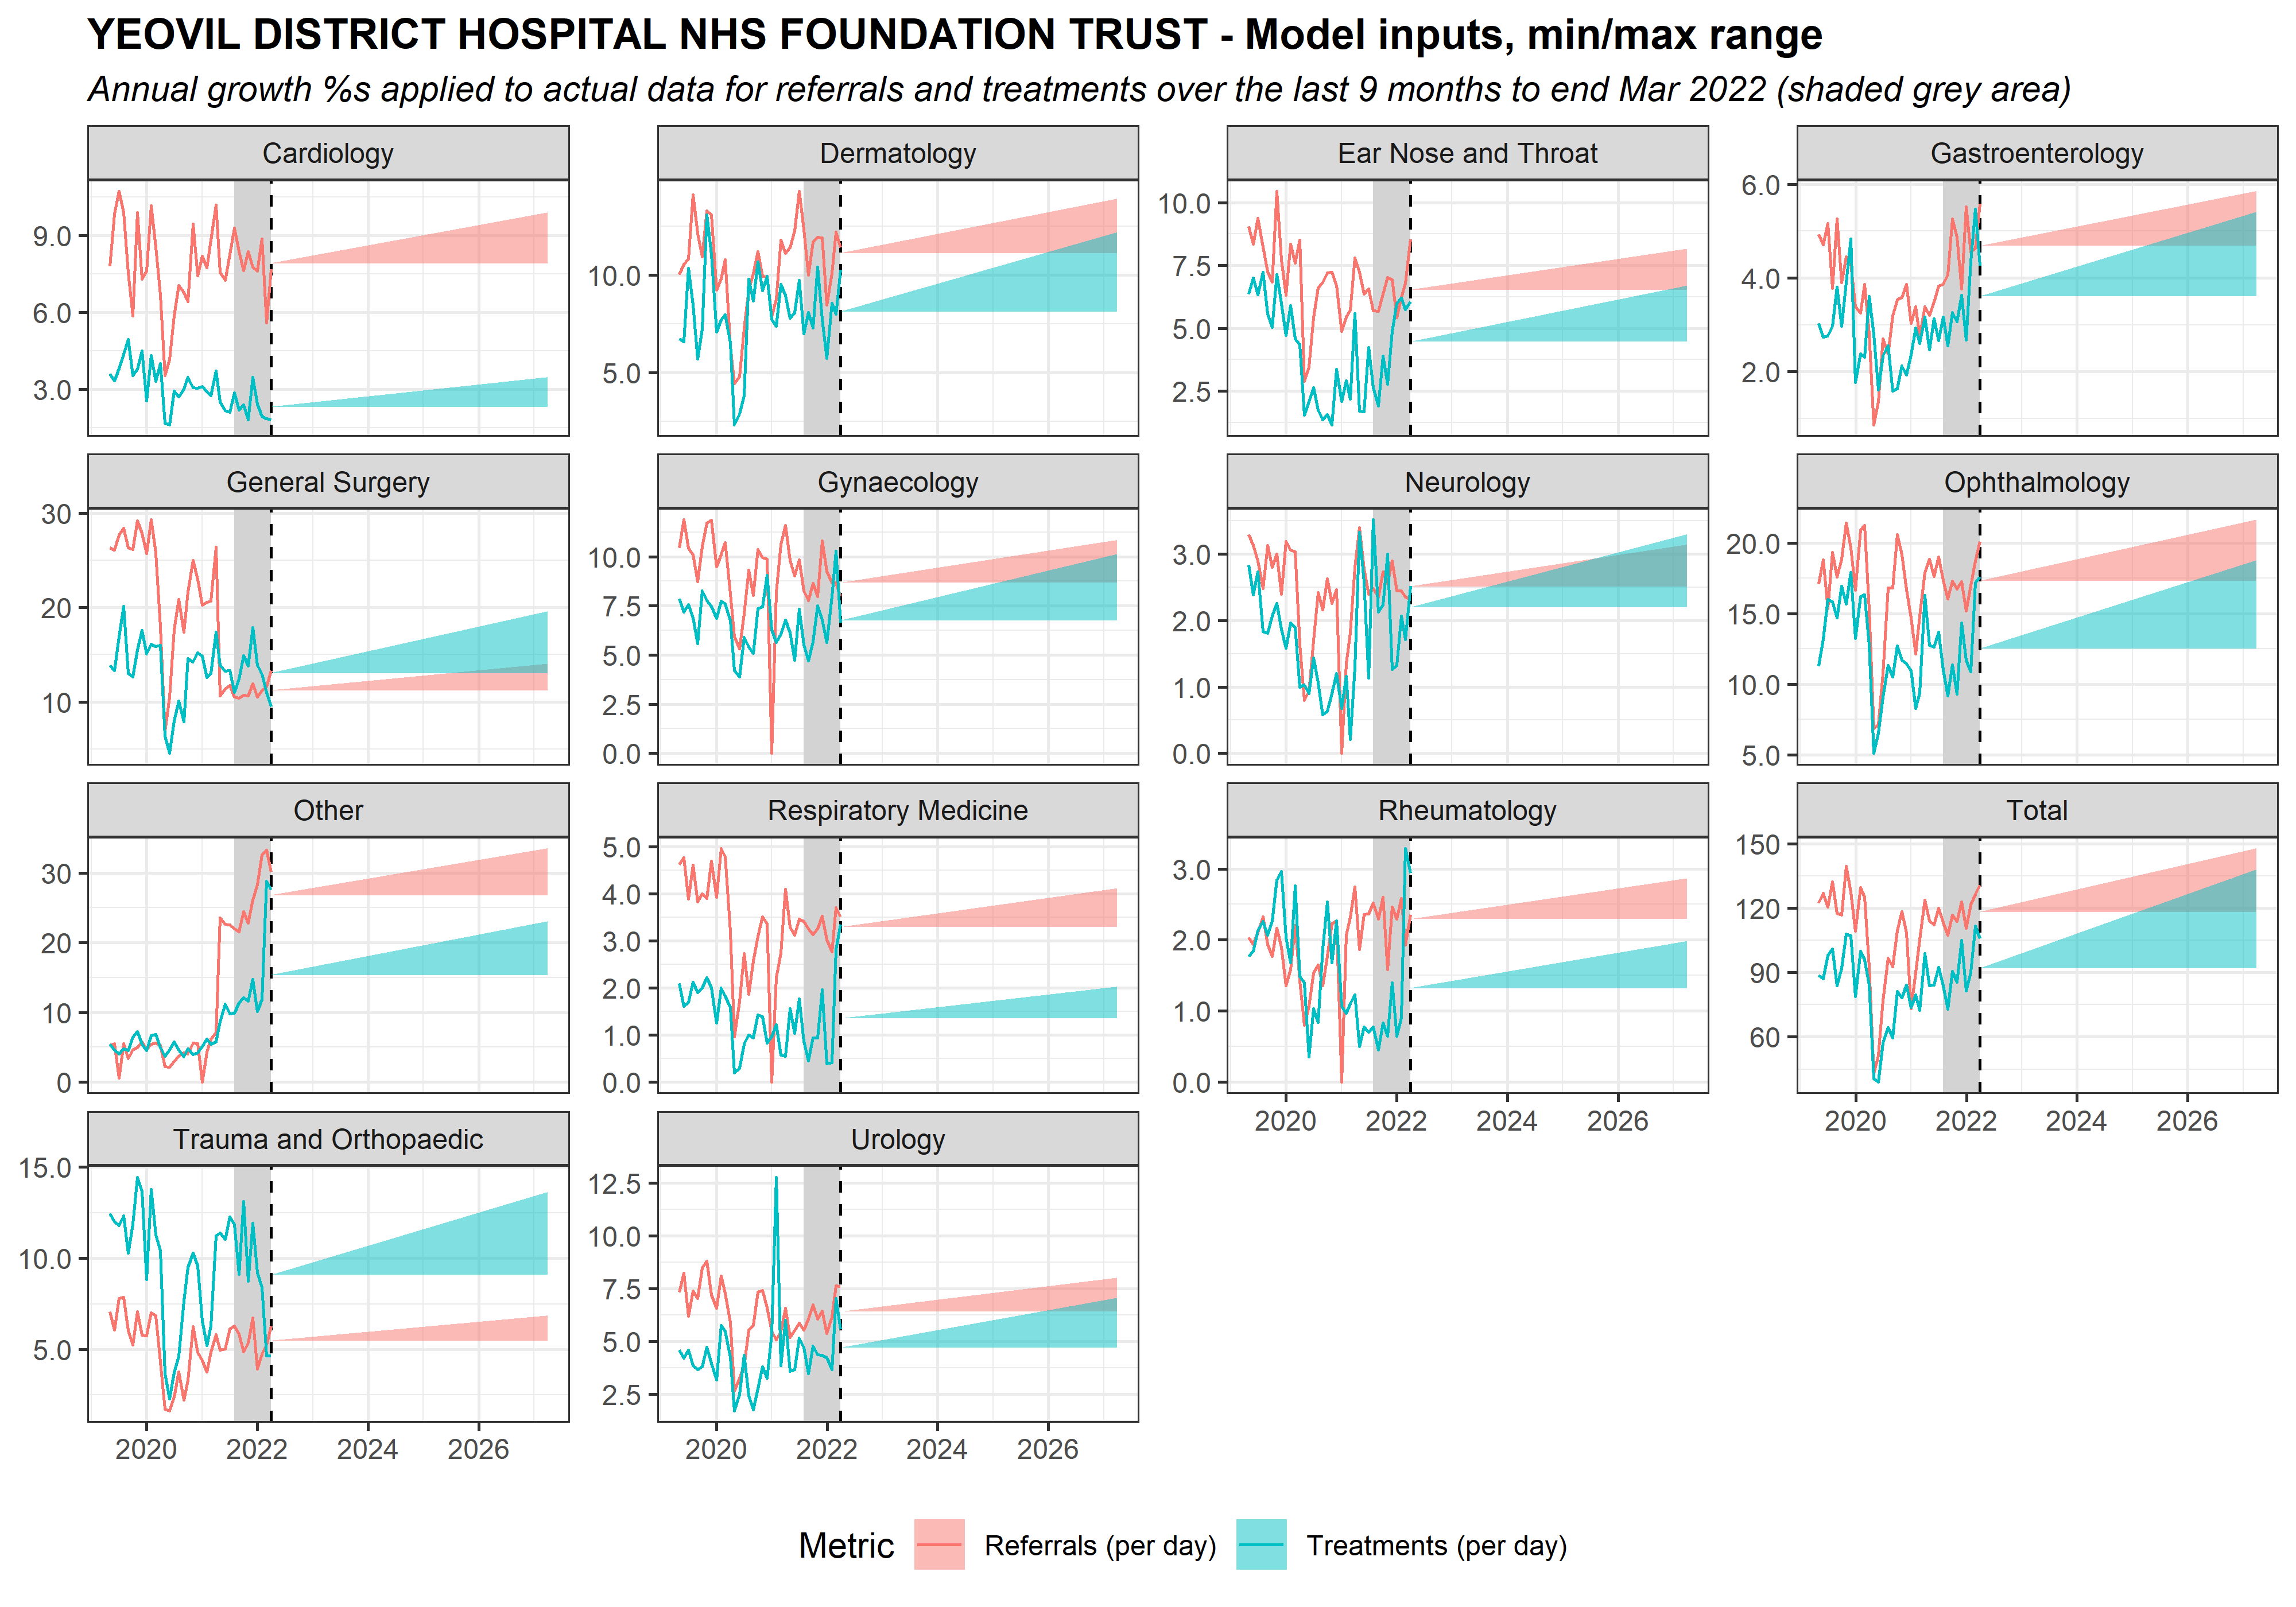 YEOVIL DISTRICT HOSPITAL NHS FOUNDATION TRUST - Model inputs, min/max range
Annual growth %s applied to actual data for referrals and treatments over the last 9 months to end Mar 2022 (shaded grey area)
Cardiology
9.0
6.0
3.0
Dermatology
10.0
5.0
Ear Nose and Throat
10.0
7.5
5.0
2.5
Gastroenterology
6.0
4.0
2.0
General Surgery
30
20
10
Gynaecology
10.0
7.5
5.0
2.5
0.0
Neurology
3.0
2.0
1.0
0.0
Ophthalmology
20.0
15.0
10.0
5.0
Other
30
20
10
0
Respiratory Medicine
5.0
4.0
3.0
2.0
1.0
0.0
Rheumatology
3.0
2.0
1.0
0.0
2020 2022 2024 2026
Total
150
120
90
60
2020 2022 2024 2026
Trauma and Orthopaedic
15.0
10.0
5.0
2020 2022 2024 2026
Urology
12.5
10.0
7.5
5.0
2.5
2020 2022 2024 2026
Metric Referrals (per day) Treatments (per day)